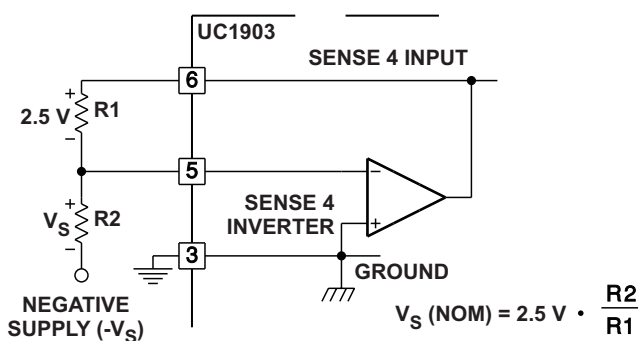 UC1903
SENSE 4 INPUT
6
+
2.5 V R1
−
5
−
+
V_S R2
−
SENSE 4
INVERTER
+
3
GROUND
NEGATIVE
SUPPLY (-V_S)
V_S (NOM) = 2.5 V • R2
R1